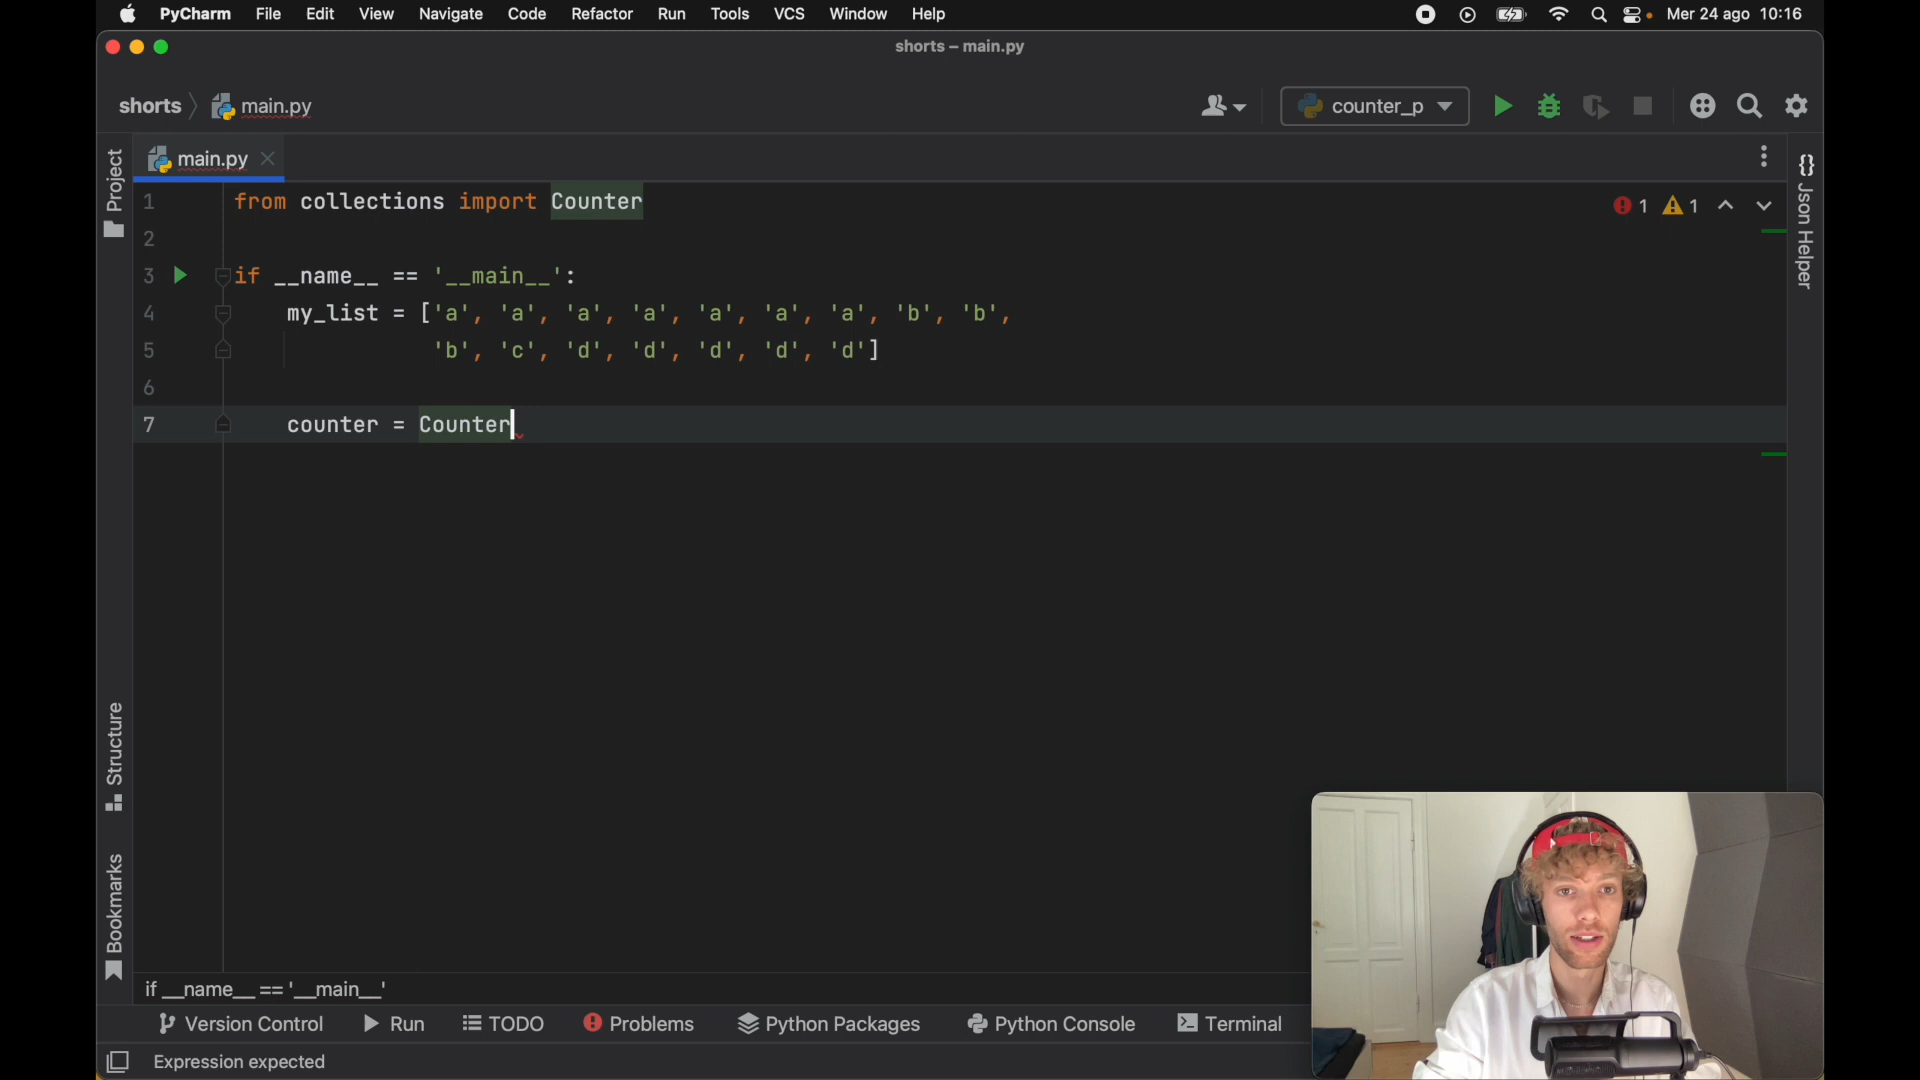 PyCharm File Edit View Navigate Code Refactor Run Tools VCS Window Help Mer 24 ago 10:16
shorts – main.py
shorts main.py counter_p
Project
main.py
1 from collections import Counter
1 1
2
3 if __name__ == '__main__':
4 my_list = ['a', 'a', 'a', 'a', 'a', 'a', 'a', 'b', 'b',
5 'b', 'c', 'd', 'd', 'd', 'd', 'd']
6
7 counter = Counter
{} Json Helper
Structure
Bookmarks
if __name__ == '__main__'
Version Control Run TODO Problems Python Packages Python Console Terminal
Expression expected